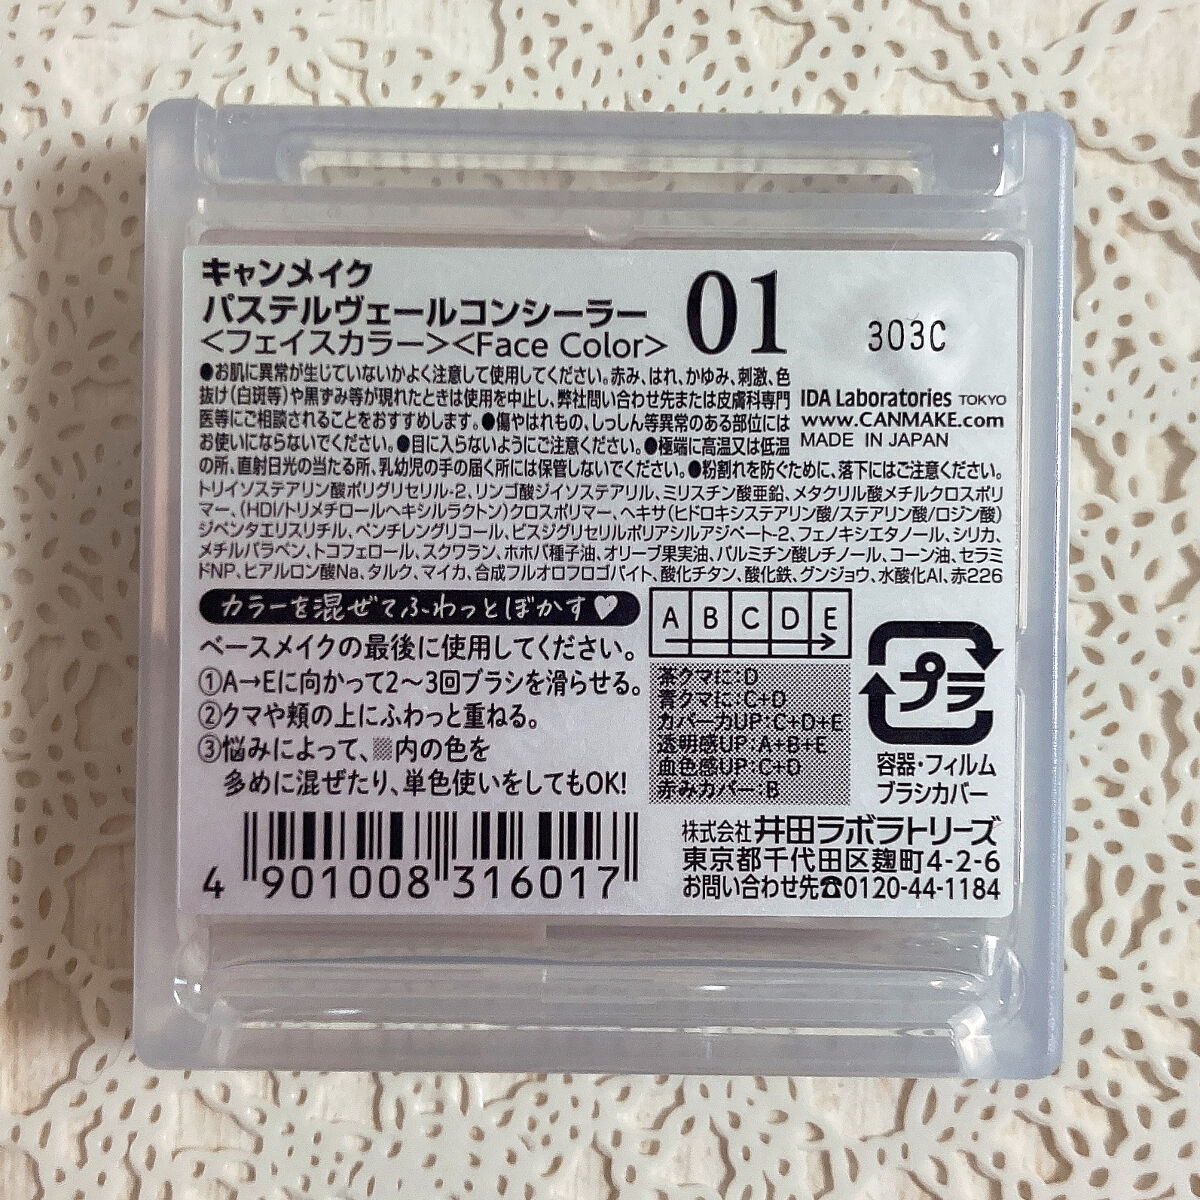 キャンメイク
パステルヴェールコンシーラー
<フェイスカラー><Face Color>
01
303C
●お肌に異常が生じていないかよく注意して使用してください。赤み、はれ、かゆみ、刺激、色
抜け(白斑等)や黒ずみ等が現れたときは使用を中止し、弊社問い合わせ先または皮膚科専門
医等にご相談されることをおすすめします。●傷やはれもの、しっしん等異常のある部位には
お使いにならないでください。●目に入らないようにご注意ください。●極端に高温又は低温
の所、直射日光の当たる所、乳幼児の手の届く所には保管しないでください。●粉割れを防ぐために、落下にはご注意ください。
IDA Laboratories TOKYO
www.CANMAKE.com
MADE IN JAPAN
トリイソステアリン酸ポリグリセリル-2、リンゴ酸ジイソステアリル、ミリスチン酸亜鉛、メタクリル酸メチルクロスポリ
マー、(HDI/トリメチロールヘキシルラクトン)クロスポリマー、ヘキサ(ヒドロキシステアリン酸/ステアリン酸/ロジン酸)
ジペンタエリスリチル、ペンチレングリコール、ビスジグリセリルポリアシルアジペート-2、フェノキシエタノール、シリカ、
メチルパラベン、トコフェロール、スクワラン、ホホバ種子油、オリーブ果実油、パルミチン酸レチノール、コーン油、セラミ
ドNP、ヒアルロン酸Na、タルク、マイカ、合成フルオロフロゴパイト、酸化チタン、酸化鉄、グンジョウ、水酸化Al、赤226
カラーを混ぜてふわっとぼかす♥
ベースメイクの最後に使用してください。
①A→Eに向かって2～3回ブラシを滑らせる。
②クマや頬の上にふわっと重ねる。
③悩みによって、▒内の色を
多めに混ぜたり、単色使いをしてもOK!
A B C D E
茶クマに:D
青クマに:C+D
カバー力UP:C+D+E
透明感UP:A+B+E
血色感UP:C+D
赤みカバー:B
プラ
容器・フィルム
ブラシカバー
4 901008 316017
株式会社 井田ラボラトリーズ
東京都千代田区麹町4-2-6
お問い合わせ先☎0120-44-1184